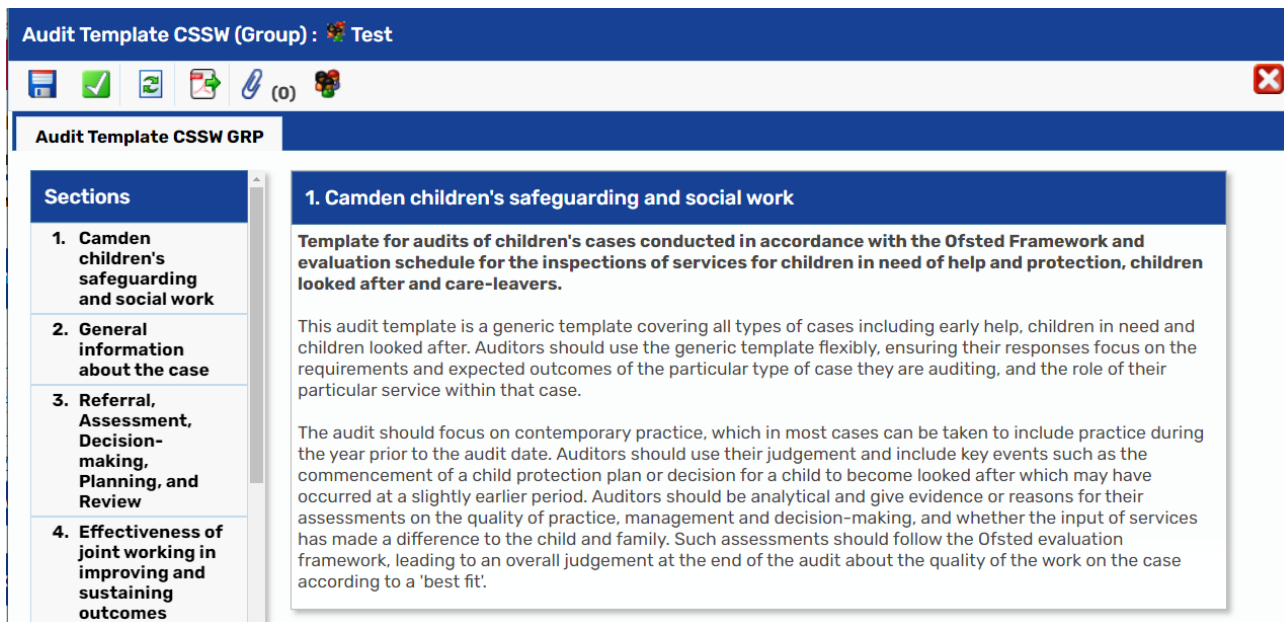 Audit Template CSSW (Group) : Test
(0)
Audit Template CSSW GRP
Sections
1. Camden
children's
safeguarding
and social work
2. General
information
about the case
3. Referral,
Assessment,
Decision-
making,
Planning, and
Review
4. Effectiveness of
joint working in
improving and
sustaining
outcomes
1. Camden children's safeguarding and social work
Template for audits of children's cases conducted in accordance with the Ofsted Framework and
evaluation schedule for the inspections of services for children in need of help and protection, children
looked after and care-leavers.
This audit template is a generic template covering all types of cases including early help, children in need and
children looked after. Auditors should use the generic template flexibly, ensuring their responses focus on the
requirements and expected outcomes of the particular type of case they are auditing, and the role of their
particular service within that case.
The audit should focus on contemporary practice, which in most cases can be taken to include practice during
the year prior to the audit date. Auditors should use their judgement and include key events such as the
commencement of a child protection plan or decision for a child to become looked after which may have
occurred at a slightly earlier period. Auditors should be analytical and give evidence or reasons for their
assessments on the quality of practice, management and decision-making, and whether the input of services
has made a difference to the child and family. Such assessments should follow the Ofsted evaluation
framework, leading to an overall judgement at the end of the audit about the quality of the work on the case
according to a 'best fit'.